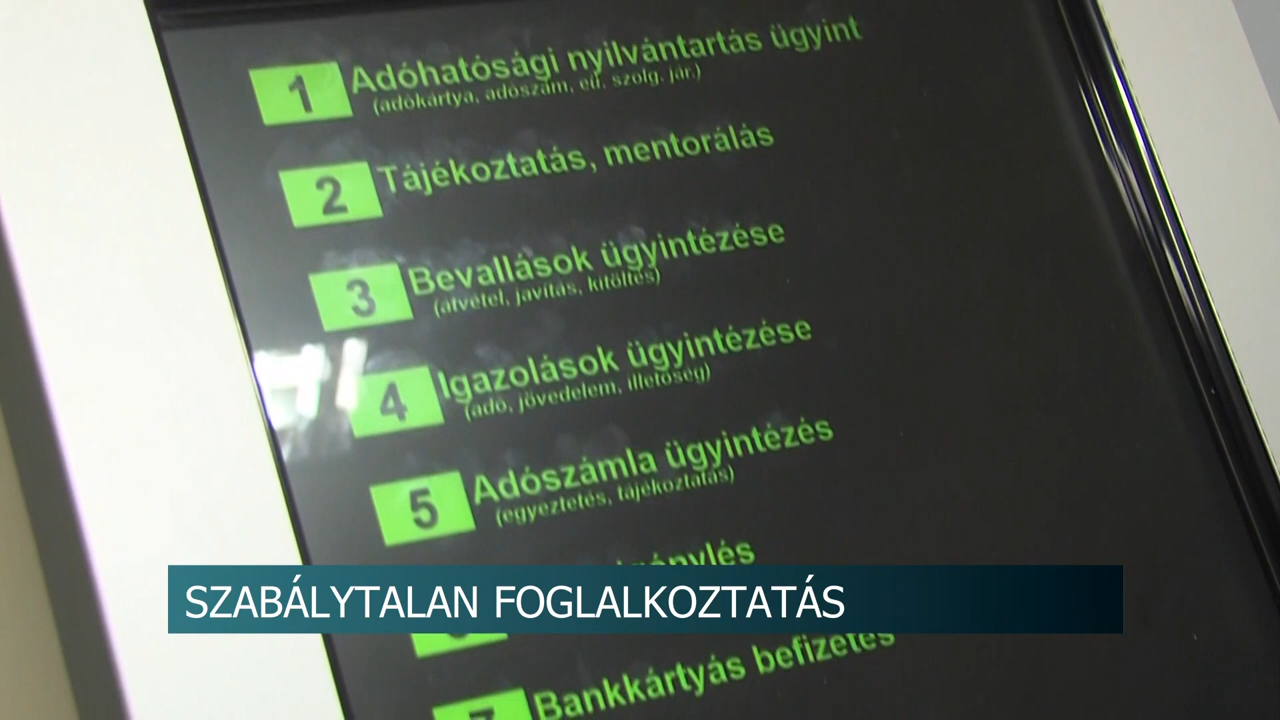 1 Adóhatósági nyilvántartás ügyint
(adókártya, adószám, eü. szolg. jár.)
2 Tájékoztatás, mentorálás
3 Bevallások ügyintézése
(átvétel, javítás, kitöltés)
4 Igazolások ügyintézése
(adó, jövedelem, illetőség)
5 Adószámla ügyintézés
(egyeztetés, tájékoztatás)
SZABÁLYTALAN FOGLALKOZTATÁS
7 Bankkártyás befizetés